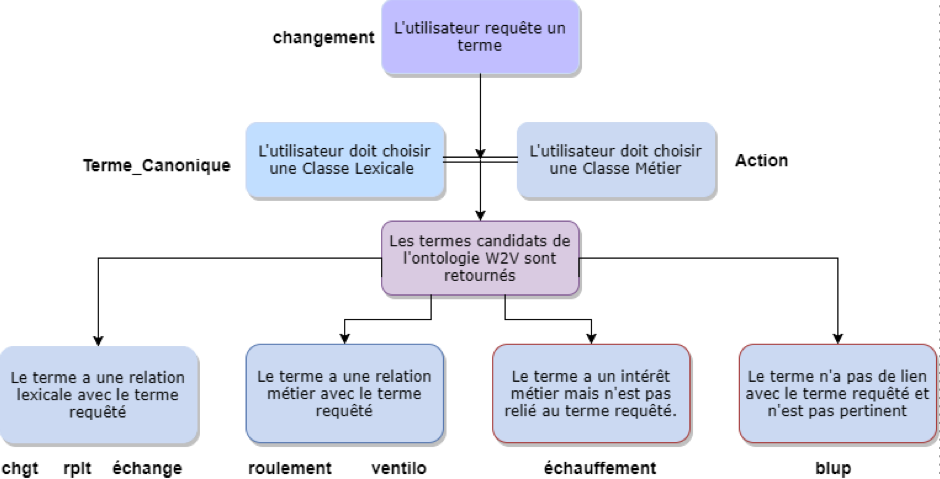 changement
L'utilisateur requête un
terme
Terme_Canonique
L'utilisateur doit choisir
une Classe Lexicale
L'utilisateur doit choisir
une Classe Métier
Action
Les termes candidats de
l'ontologie W2V sont
retournés
Le terme a une relation
lexicale avec le terme
requêté
Le terme a une relation
métier avec le terme
requêté
Le terme a un intérêt
métier mais n'est pas
relié au terme requêté.
Le terme n'a pas de lien
avec le terme requêté et
n'est pas pertinent
chgt rplt échange
roulement ventilo
échauffement
blup